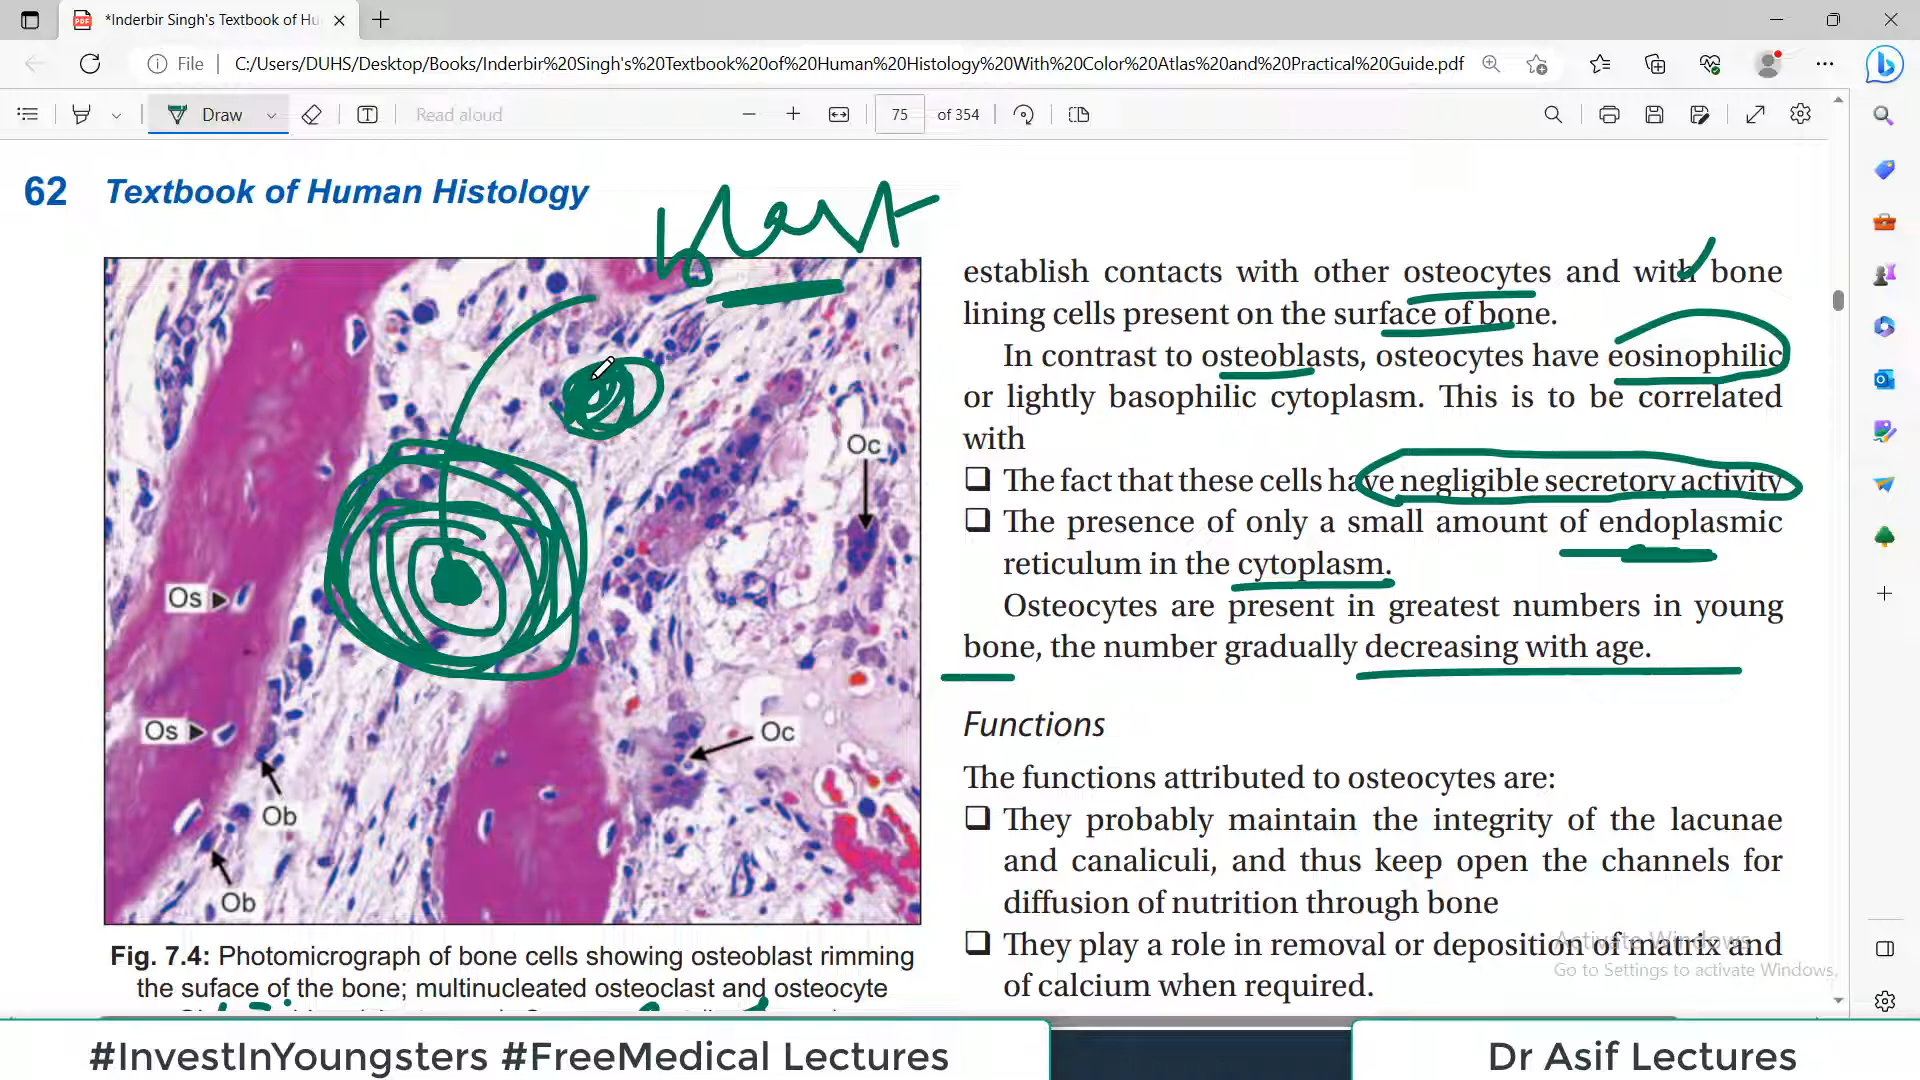 *Inderbir Singh's Textbook of Hu
File
C:/Users/DUHS/Desktop/Books/Inderbir%20Singh's%20Textbook%20of%20Human%20Histology%20With%20Color%20Atlas%20and%20Practical%20Guide.pdf
Draw
Read aloud
75 of 354
62 Textbook of Human Histology
blast
Oc
Os
Os
Oc
Ob
Ob
Fig. 7.4: Photomicrograph of bone cells showing osteoblast rimming
the suface of the bone; multinucleated osteoclast and osteocyte
establish contacts with other osteocytes and with bone
lining cells present on the surface of bone.
In contrast to osteoblasts, osteocytes have eosinophilic
or lightly basophilic cytoplasm. This is to be correlated
with
❑ The fact that these cells have negligible secretory activity
❑ The presence of only a small amount of endoplasmic
reticulum in the cytoplasm.
Osteocytes are present in greatest numbers in young
bone, the number gradually decreasing with age.
Functions
The functions attributed to osteocytes are:
❑ They probably maintain the integrity of the lacunae
and canaliculi, and thus keep open the channels for
diffusion of nutrition through bone
❑ They play a role in removal or deposition of matrix and
of calcium when required.
Activate Windows
Go to Settings to activate Windows.
#InvestInYoungsters #FreeMedical Lectures
Dr Asif Lectures